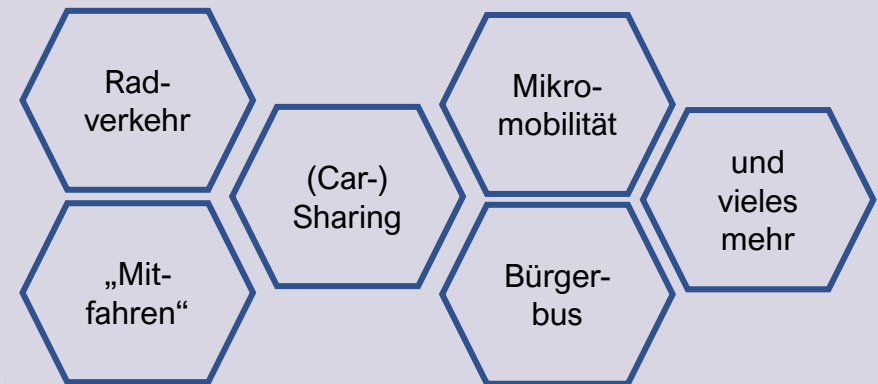 Rad-
verkehr
„Mit-
fahren“
(Car-)
Sharing
Mikro-
mobilität
Bürger-
bus
und
vieles
mehr